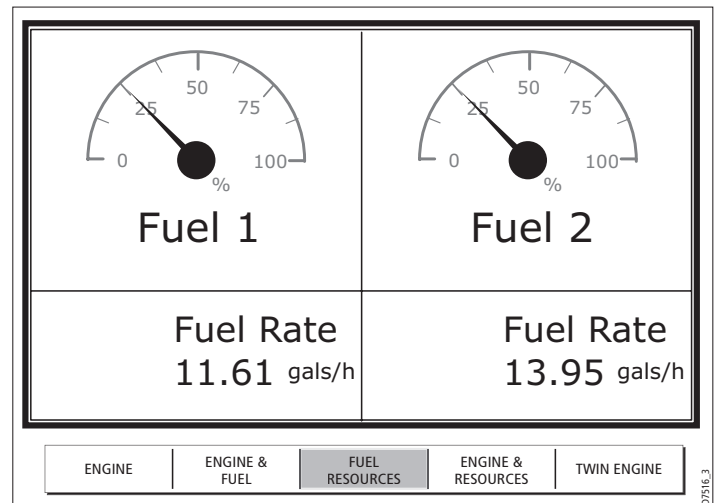 0
25
50
75
100
%
Fuel 1
0
25
50
75
100
%
Fuel 2
Fuel Rate
11.61 gals/h
Fuel Rate
13.95 gals/h
ENGINE
ENGINE &
FUEL
FUEL
RESOURCES
ENGINE &
RESOURCES
TWIN ENGINE